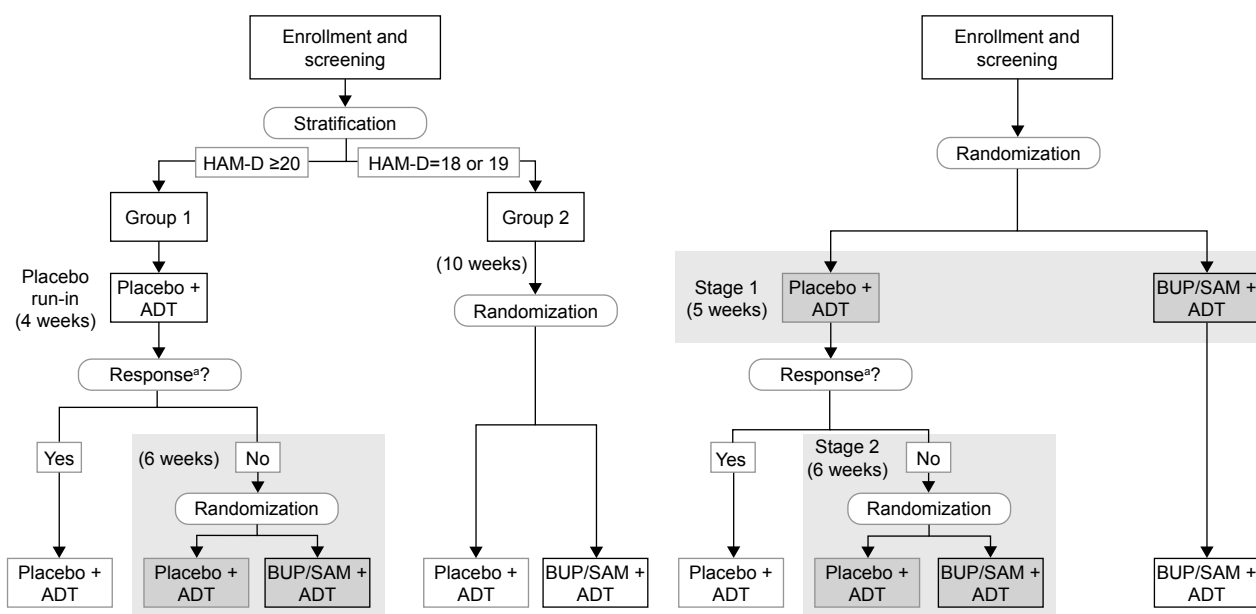 Enrollment and
screening
Stratification
HAM-D ≥20
HAM-D=18 or 19
Group 1
Group 2
Placebo
run-in
(4 weeks)
Placebo +
ADT
(10 weeks)
Randomization
Responseᵃ?
Yes
(6 weeks)
No
Randomization
Placebo +
ADT
Placebo +
ADT
BUP/SAM +
ADT
Placebo +
ADT
BUP/SAM +
ADT
Enrollment and
screening
Randomization
Stage 1
(5 weeks)
Placebo +
ADT
BUP/SAM +
ADT
Responseᵃ?
Yes
Stage 2
(6 weeks)
No
Randomization
Placebo +
ADT
Placebo +
ADT
BUP/SAM +
ADT
BUP/SAM +
ADT